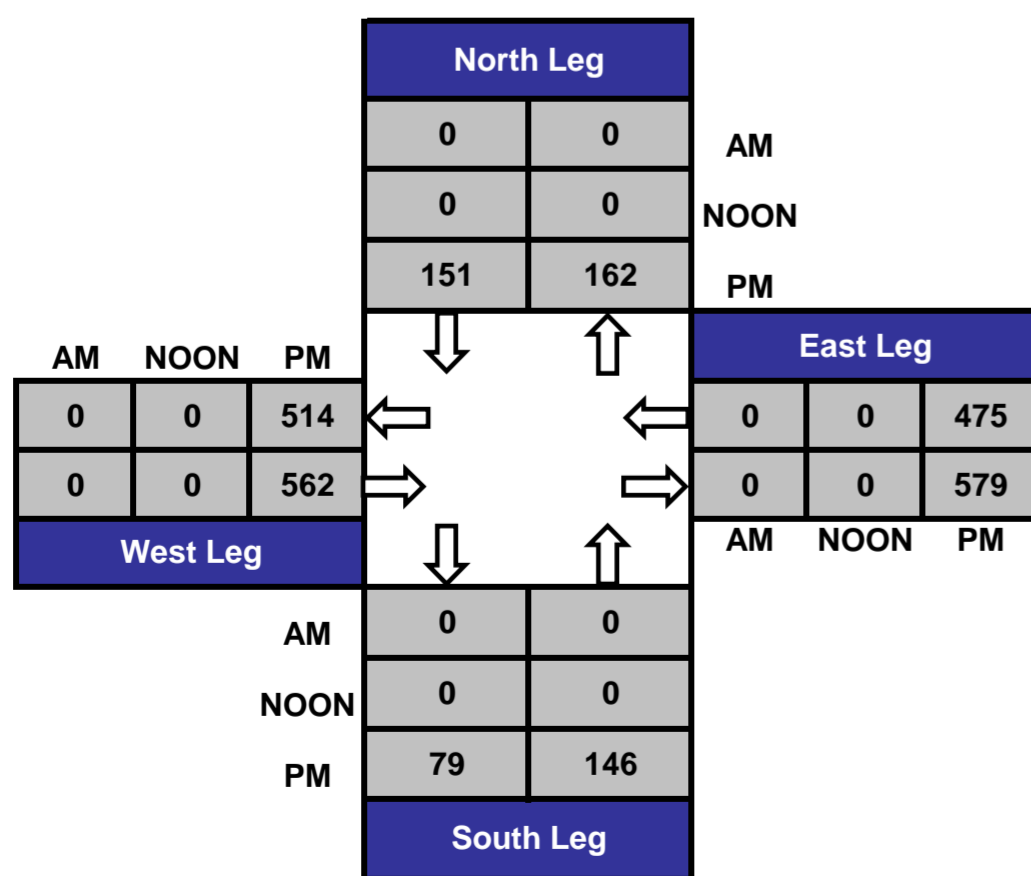 North Leg
0 0
AM
0 0
NOON
151 162
PM
East Leg
AM NOON PM
0 0 514
0 0 475
0 0 562
0 0 579
West Leg
AM NOON PM
AM
0 0
NOON
0 0
PM
79 146
South Leg